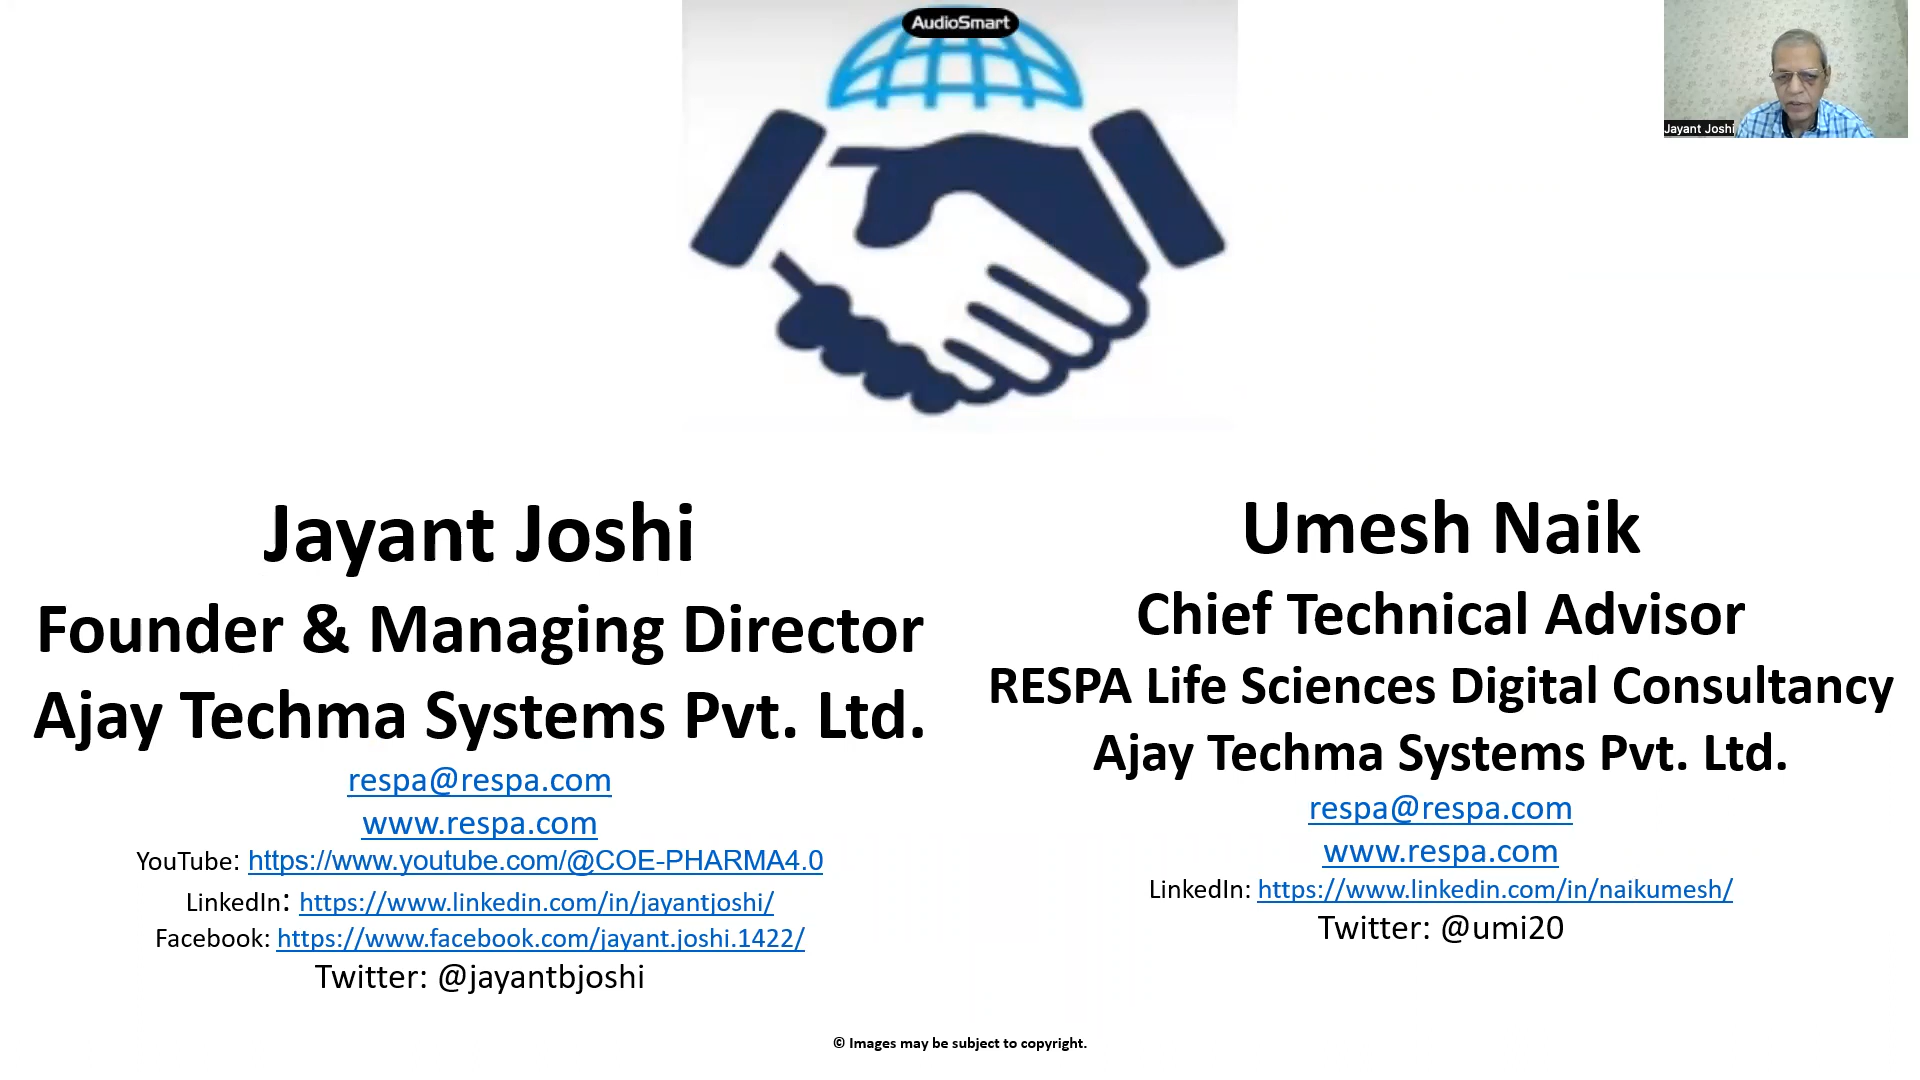 AudioSmart
Jayant Joshi
Jayant Joshi
Founder & Managing Director
Ajay Techma Systems Pvt. Ltd.
respa@respa.com
www.respa.com
YouTube: https://www.youtube.com/@COE-PHARMA4.0
LinkedIn: https://www.linkedin.com/in/jayantjoshi/
Facebook: https://www.facebook.com/jayant.joshi.1422/
Twitter: @jayantbjoshi
Umesh Naik
Chief Technical Advisor
RESPA Life Sciences Digital Consultancy
Ajay Techma Systems Pvt. Ltd.
respa@respa.com
www.respa.com
LinkedIn: https://www.linkedin.com/in/naikumesh/
Twitter: @umi20
© Images may be subject to copyright.